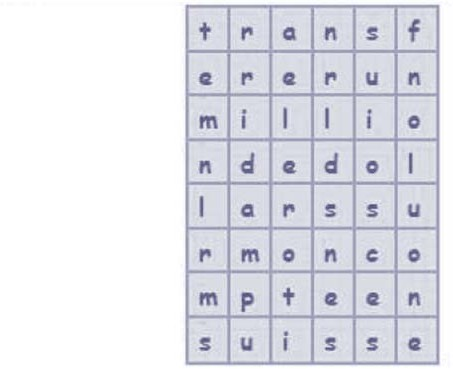 t r a n s f
e r e r u n
m i l l i o
n d e d o l
l a r s s u
r m o n c o
m p t e e n
s u i s s e